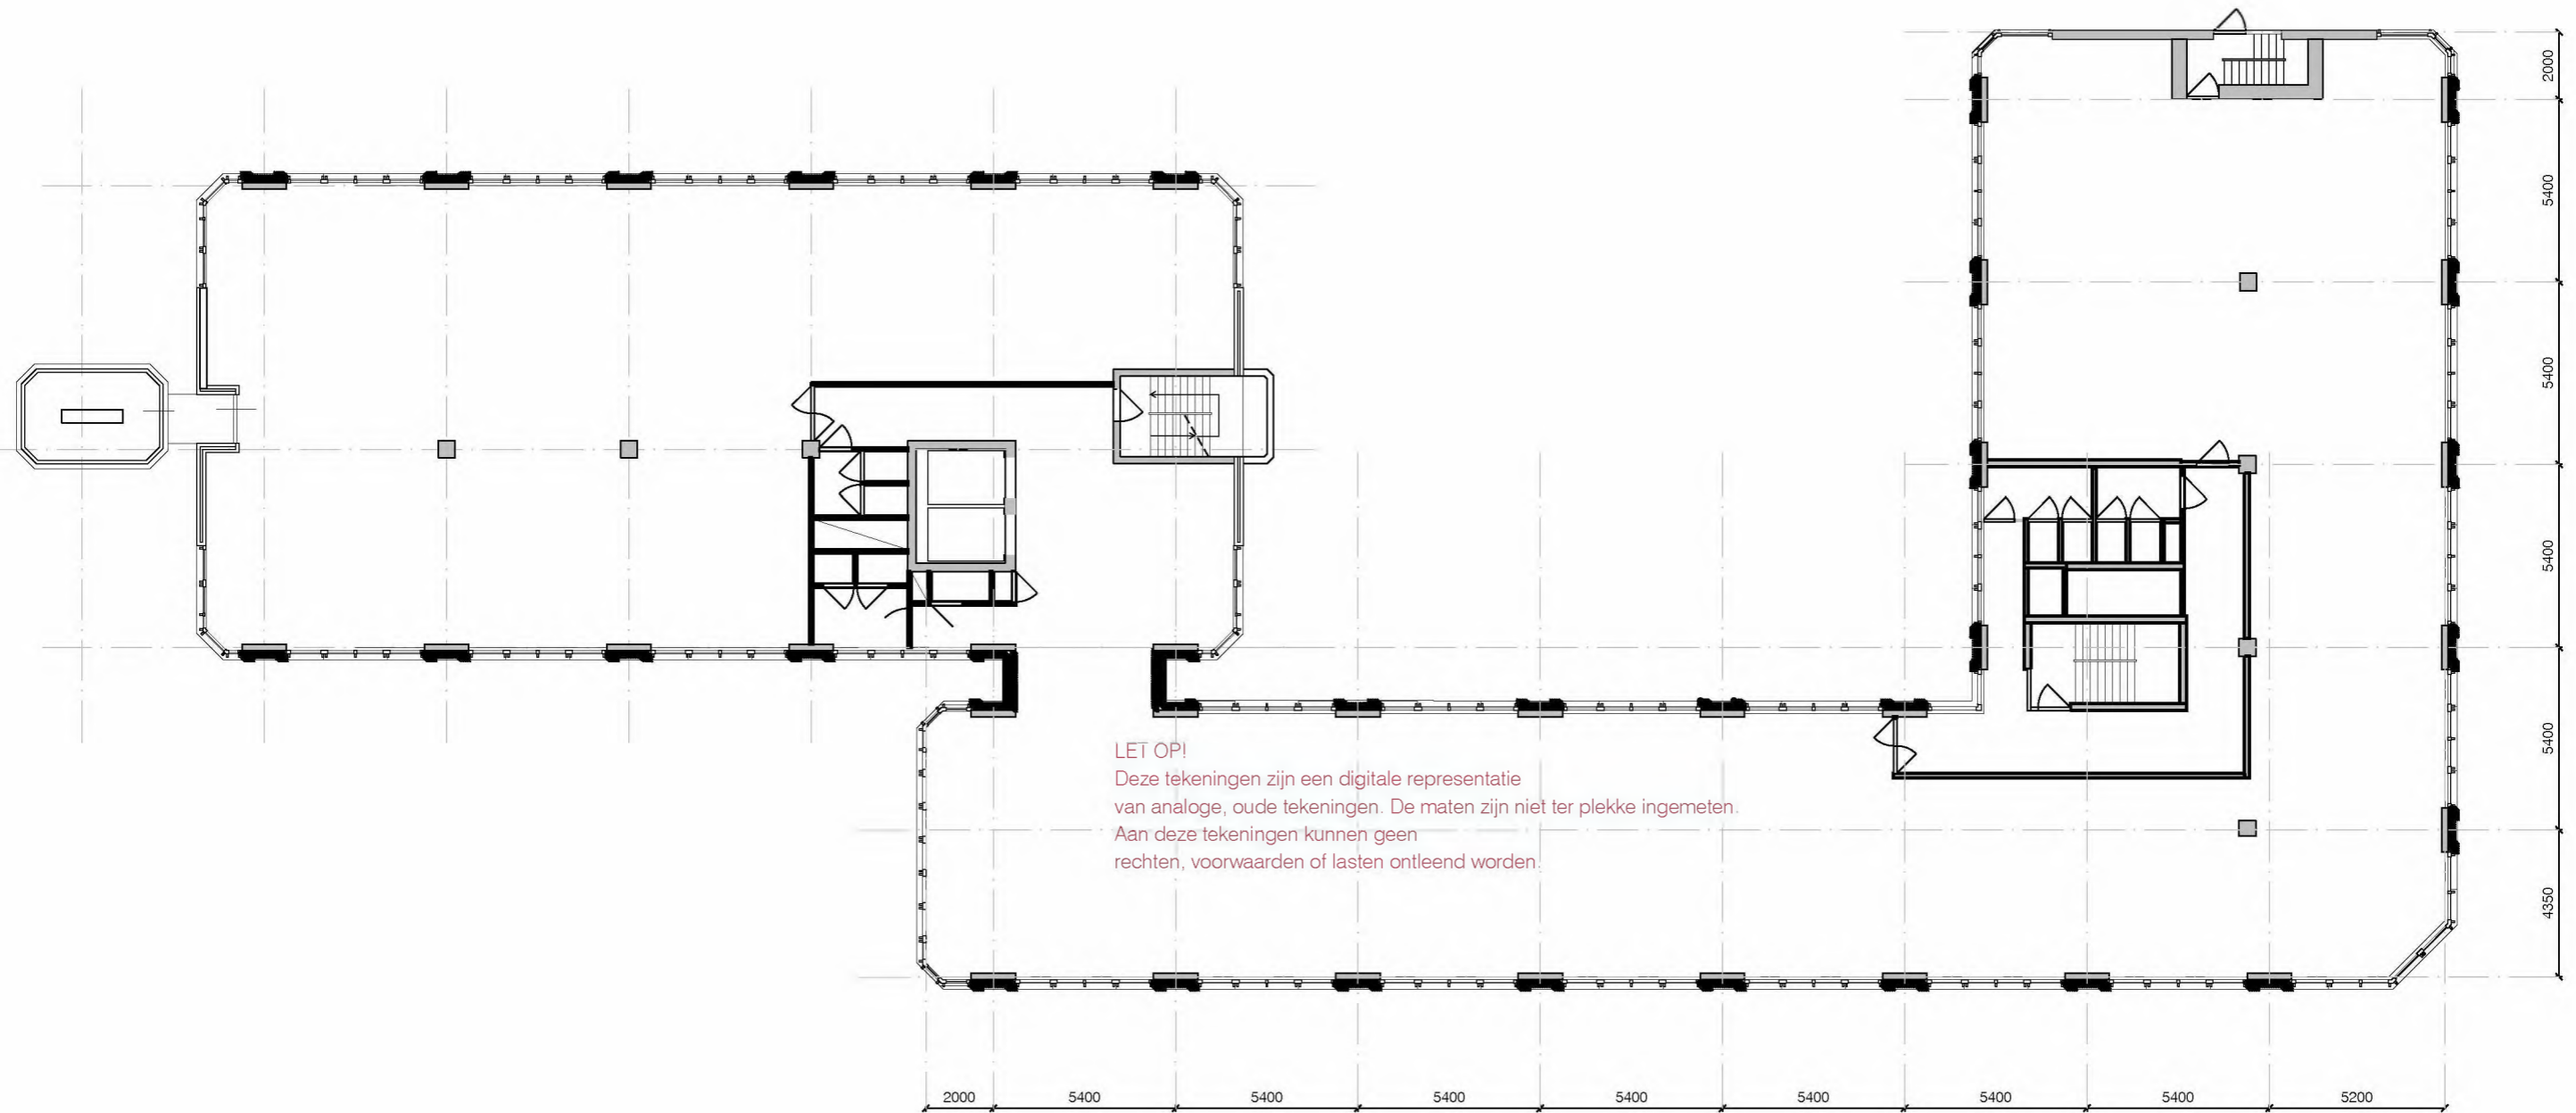 2000
5400
5400
5400
5400
4350
LET OP!
Deze tekeningen zijn een digitale representatie
van analoge, oude tekeningen. De maten zijn niet ter plekke ingemeten.
Aan deze tekeningen kunnen geen
rechten, voorwaarden of lasten ontleend worden.
2000 5400 5400 5400 5400 5400 5400 5400 5200